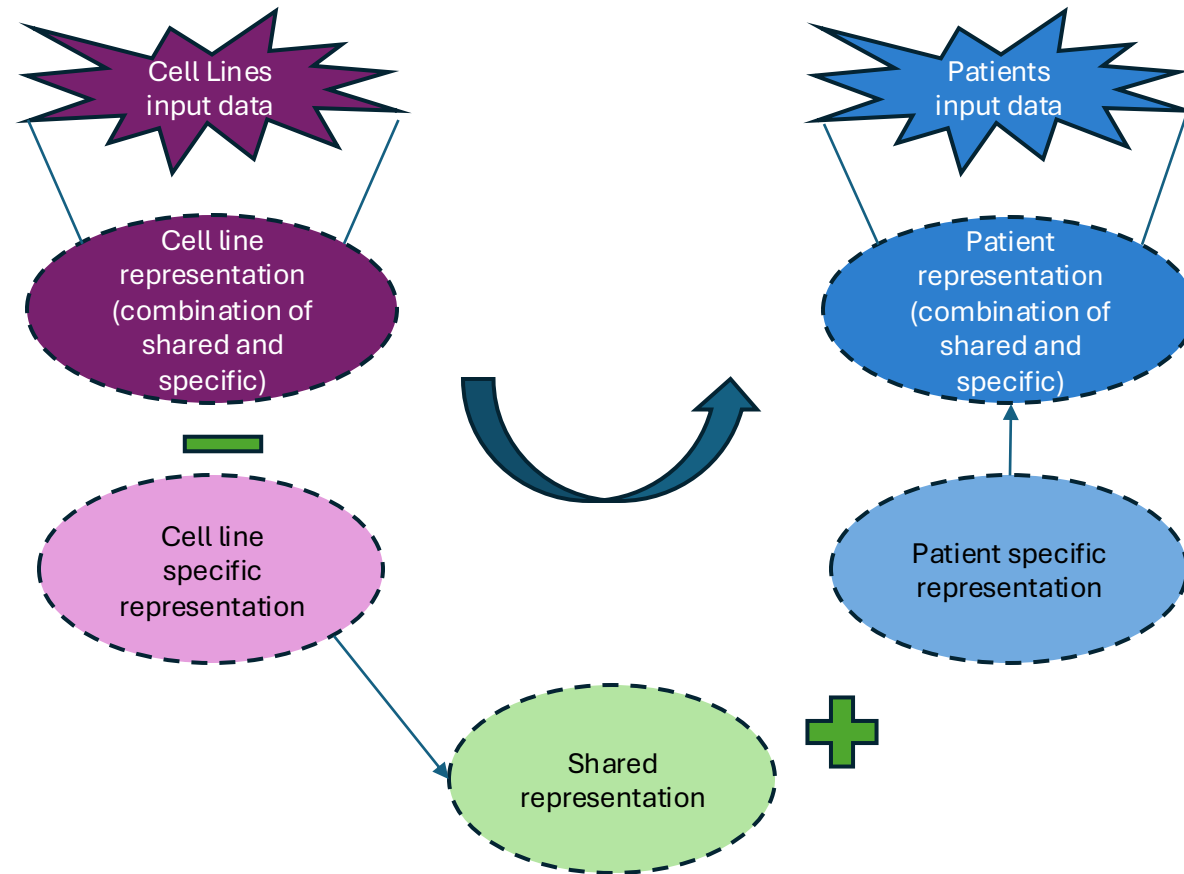 Cell Lines
input data
Patients
input data
Cell line
representation
(combination of
shared and
specific)
Patient
representation
(combination of
shared and
specific)
Cell line
specific
representation
Patient specific
representation
Shared
representation